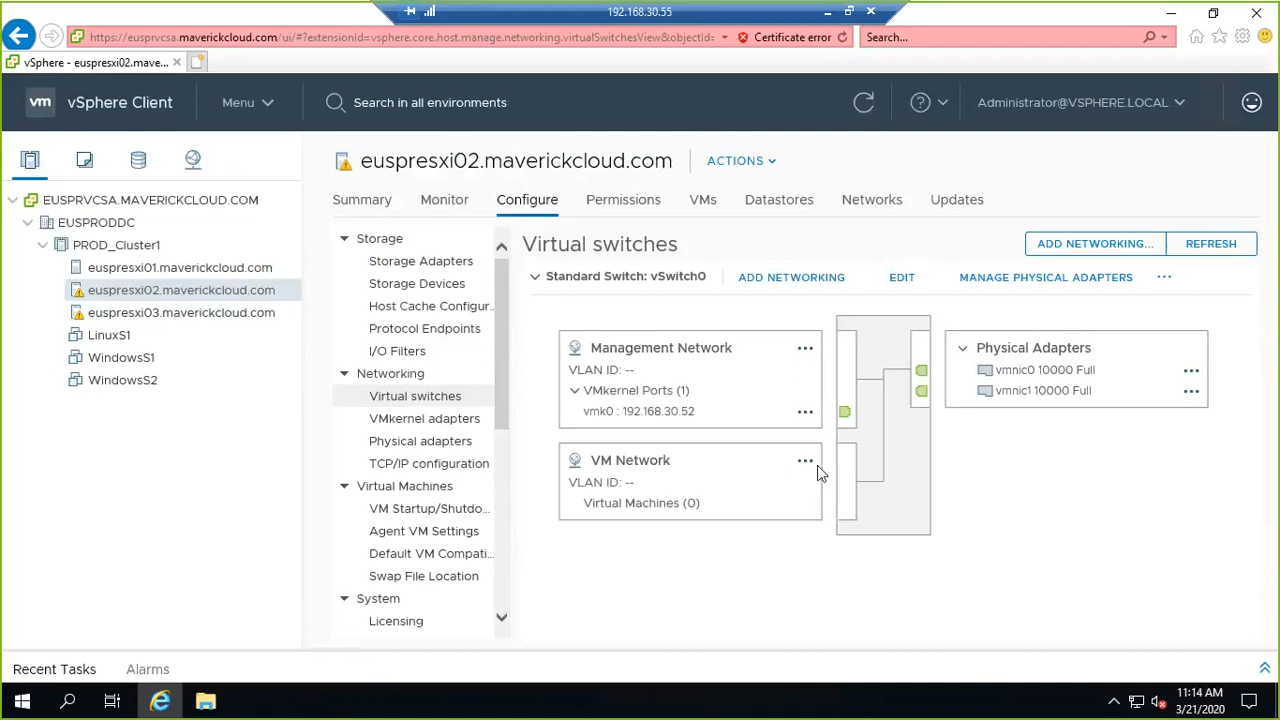 192.168.30.55
https://eusprvcsa.maverickcloud.com/ui/#?extensionId=vsphere.core.host.manage.networking.virtualSwitchesView&objectId=
Certificate error
Search...
vSphere - euspresxi02.mave...
vm
vSphere Client
Menu
Search in all environments
Administrator@VSPHERE.LOCAL
euspresxi02.maverickcloud.com
ACTIONS
Summary
Monitor
Configure
Permissions
VMs
Datastores
Networks
Updates
EUSPRVCSA.MAVERICKCLOUD.COM
EUSPRODDC
PROD_Cluster1
euspresxi01.maverickcloud.com
euspresxi02.maverickcloud.com
euspresxi03.maverickcloud.com
LinuxS1
WindowsS1
WindowsS2
Storage
Storage Adapters
Storage Devices
Host Cache Configur...
Protocol Endpoints
I/O Filters
Networking
Virtual switches
VMkernel adapters
Physical adapters
TCP/IP configuration
Virtual Machines
VM Startup/Shutdo...
Agent VM Settings
Default VM Compati...
Swap File Location
System
Licensing
Virtual switches
ADD NETWORKING...
REFRESH
Standard Switch: vSwitch0
ADD NETWORKING
EDIT
MANAGE PHYSICAL ADAPTERS
...
Management Network
...
VLAN ID: --
VMkernel Ports (1)
vmk0 : 192.168.30.52
...
VM Network
...
VLAN ID: --
Virtual Machines (0)
Physical Adapters
vmnic0 10000 Full
...
vmnic1 10000 Full
...
Recent Tasks
Alarms
11:14 AM
3/21/2020